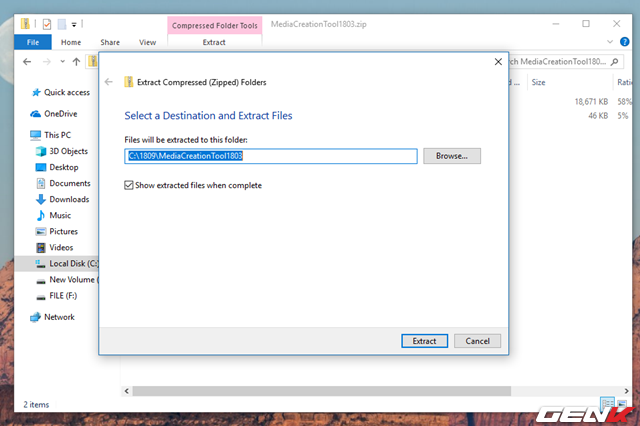 Compressed Folder Tools
MediaCreationTool1803.zip
File
Home
Share
View
Extract
rch MediaCreationTool180...
Extract Compressed (Zipped) Folders
Select a Destination and Extract Files
Files will be extracted to this folder:
C:\1809\MediaCreationTool1803
Browse...
Show extracted files when complete
Extract
Cancel
Quick access
OneDrive
This PC
3D Objects
Desktop
Documents
Downloads
Music
Pictures
Videos
Local Disk (C:)
New Volume (
FILE (F:)
Network
d ...
Size
Ratio
18,671 KB
58%
46 KB
5%
2 items
GENK